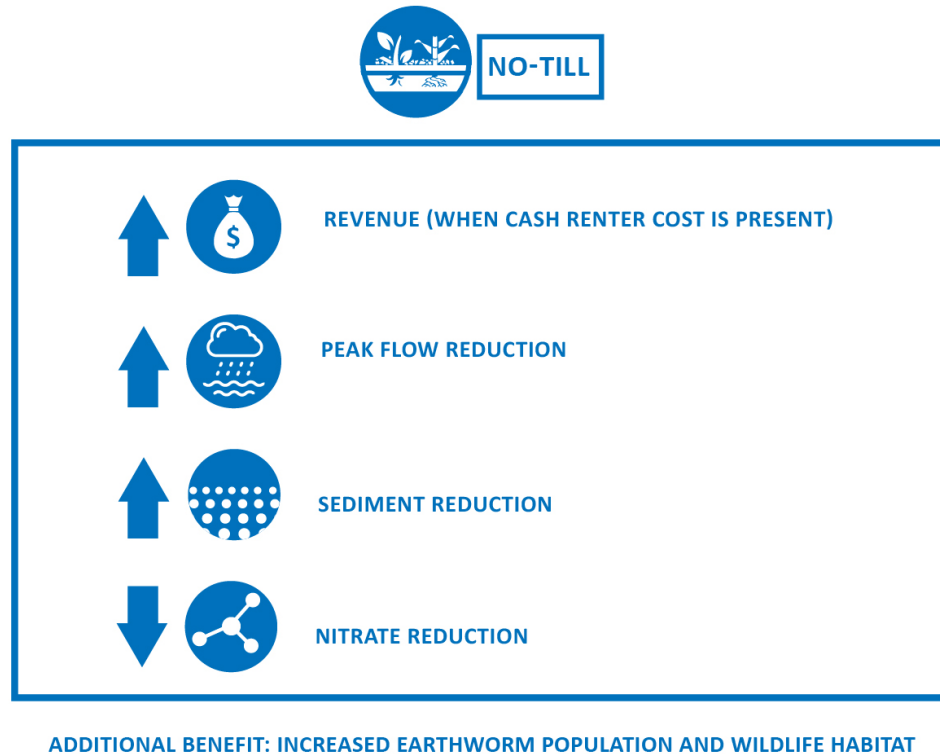 NO-TILL
$
REVENUE (WHEN CASH RENTER COST IS PRESENT)
PEAK FLOW REDUCTION
SEDIMENT REDUCTION
NITRATE REDUCTION
ADDITIONAL BENEFIT: INCREASED EARTHWORM POPULATION AND WILDLIFE HABITAT